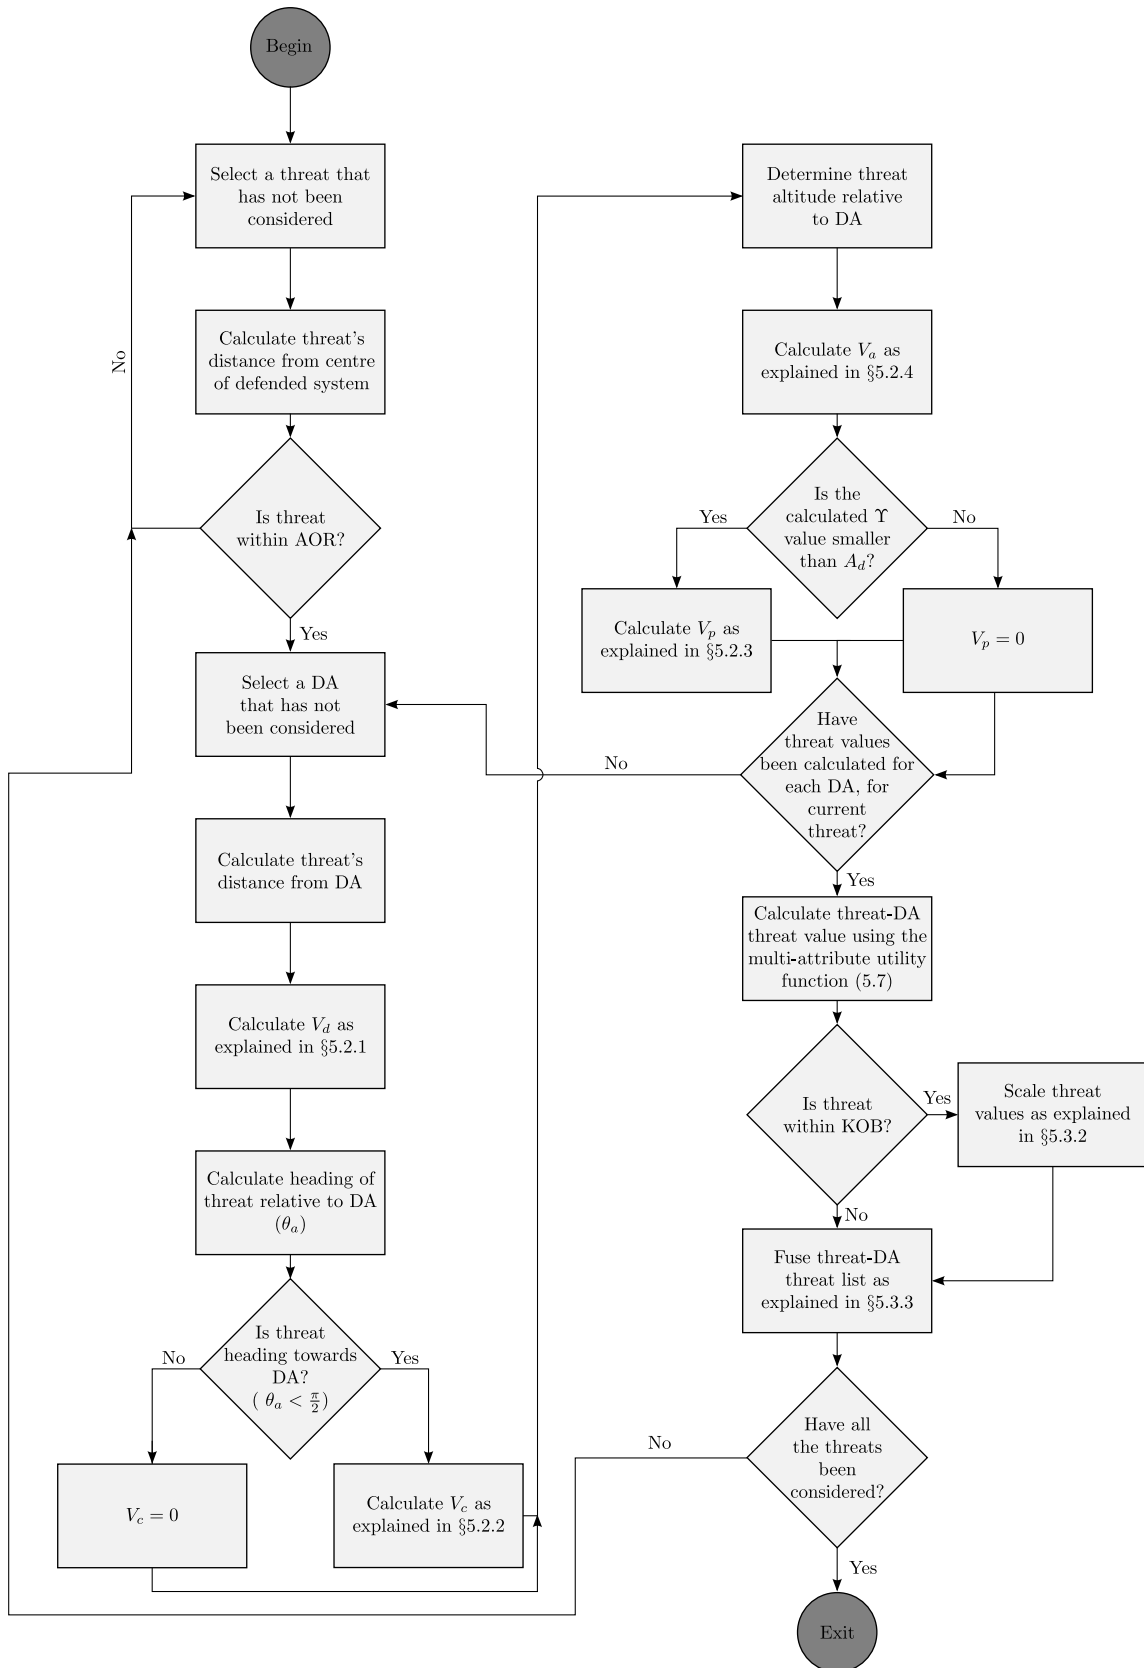 Begin
Select a threat that
has not been
considered
Calculate threat's
distance from centre
of defended system
No
Is threat
within AOR?
Yes
Select a DA
that has not
been considered
Calculate threat's
distance from DA
Calculate V_d as
explained in §5.2.1
Calculate heading of
threat relative to DA
(θ_a)
Is threat
heading towards
DA?
( θ_a < π/2)
No
Yes
V_c = 0
Calculate V_c as
explained in §5.2.2
Determine threat
altitude relative
to DA
Calculate V_a as
explained in §5.2.4
Is the
calculated ϒ
value smaller
than A_d?
Yes
No
Calculate V_p as
explained in §5.2.3
V_p = 0
Have
threat values
been calculated for
each DA, for
current
threat?
No
Yes
Calculate threat-DA
threat value using the
multi-attribute utility
function (5.7)
Is threat
within KOB?
Yes
Scale threat
values as explained
in §5.3.2
No
Fuse threat-DA
threat list as
explained in §5.3.3
Have all
the threats
been
considered?
No
Yes
Exit